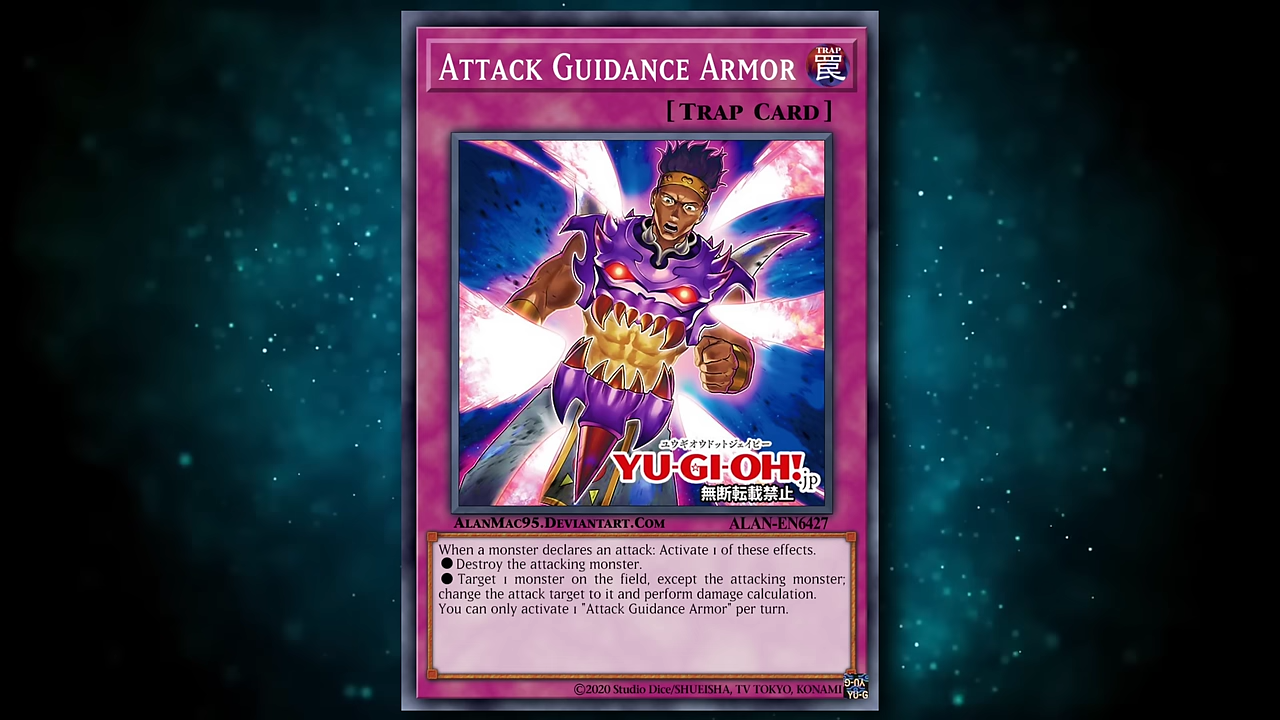 Attack Guidance Armor
TRAP
罠
[Trap Card]
ユウギオウドットジェイピー
YU-GI-OH!.jp
無断転載禁止
AlanMac95.Deviantart.Com
ALAN-EN6427
When a monster declares an attack: Activate 1 of these effects.
●Destroy the attacking monster.
● Target 1 monster on the field, except the attacking monster;
change the attack target to it and perform damage calculation.
You can only activate 1 "Attack Guidance Armor" per turn.
©2020 Studio Dice/SHUEISHA, TV TOKYO, KONAMI